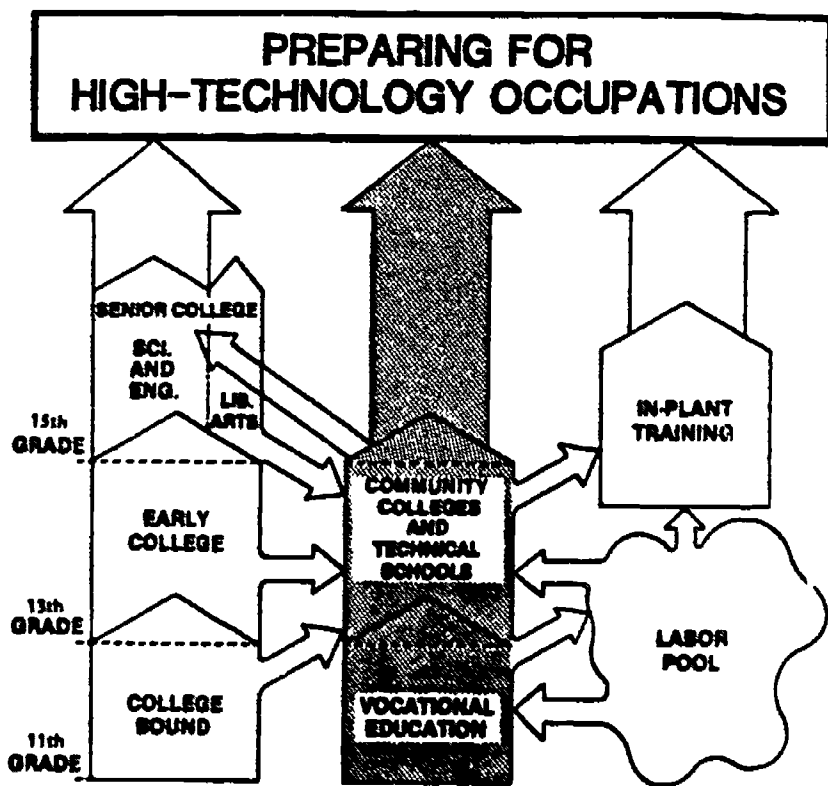 PREPARING FOR
HIGH-TECHNOLOGY OCCUPATIONS
SENIOR COLLEGE
SCI.
AND
ENG.
LIB.
ARTS
15th
GRADE
IN-PLANT
TRAINING
COMMUNITY
COLLEGES
AND
TECHNICAL
SCHOOLS
EARLY
COLLEGE
13th
GRADE
LABOR
POOL
COLLEGE
BOUND
VOCATIONAL
EDUCATION
11th
GRADE